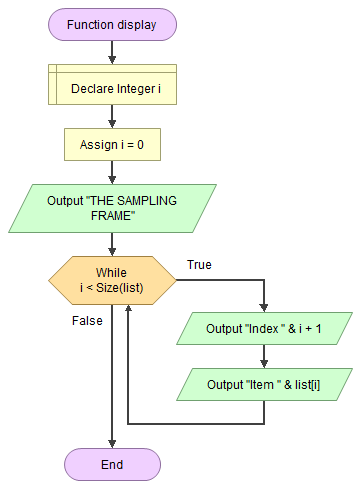 Function display
Declare Integer i
Assign i = 0
Output "THE SAMPLING
FRAME"
While
i < Size(list)
True
False
Output "Index " & i + 1
Output "Item " & list[i]
End